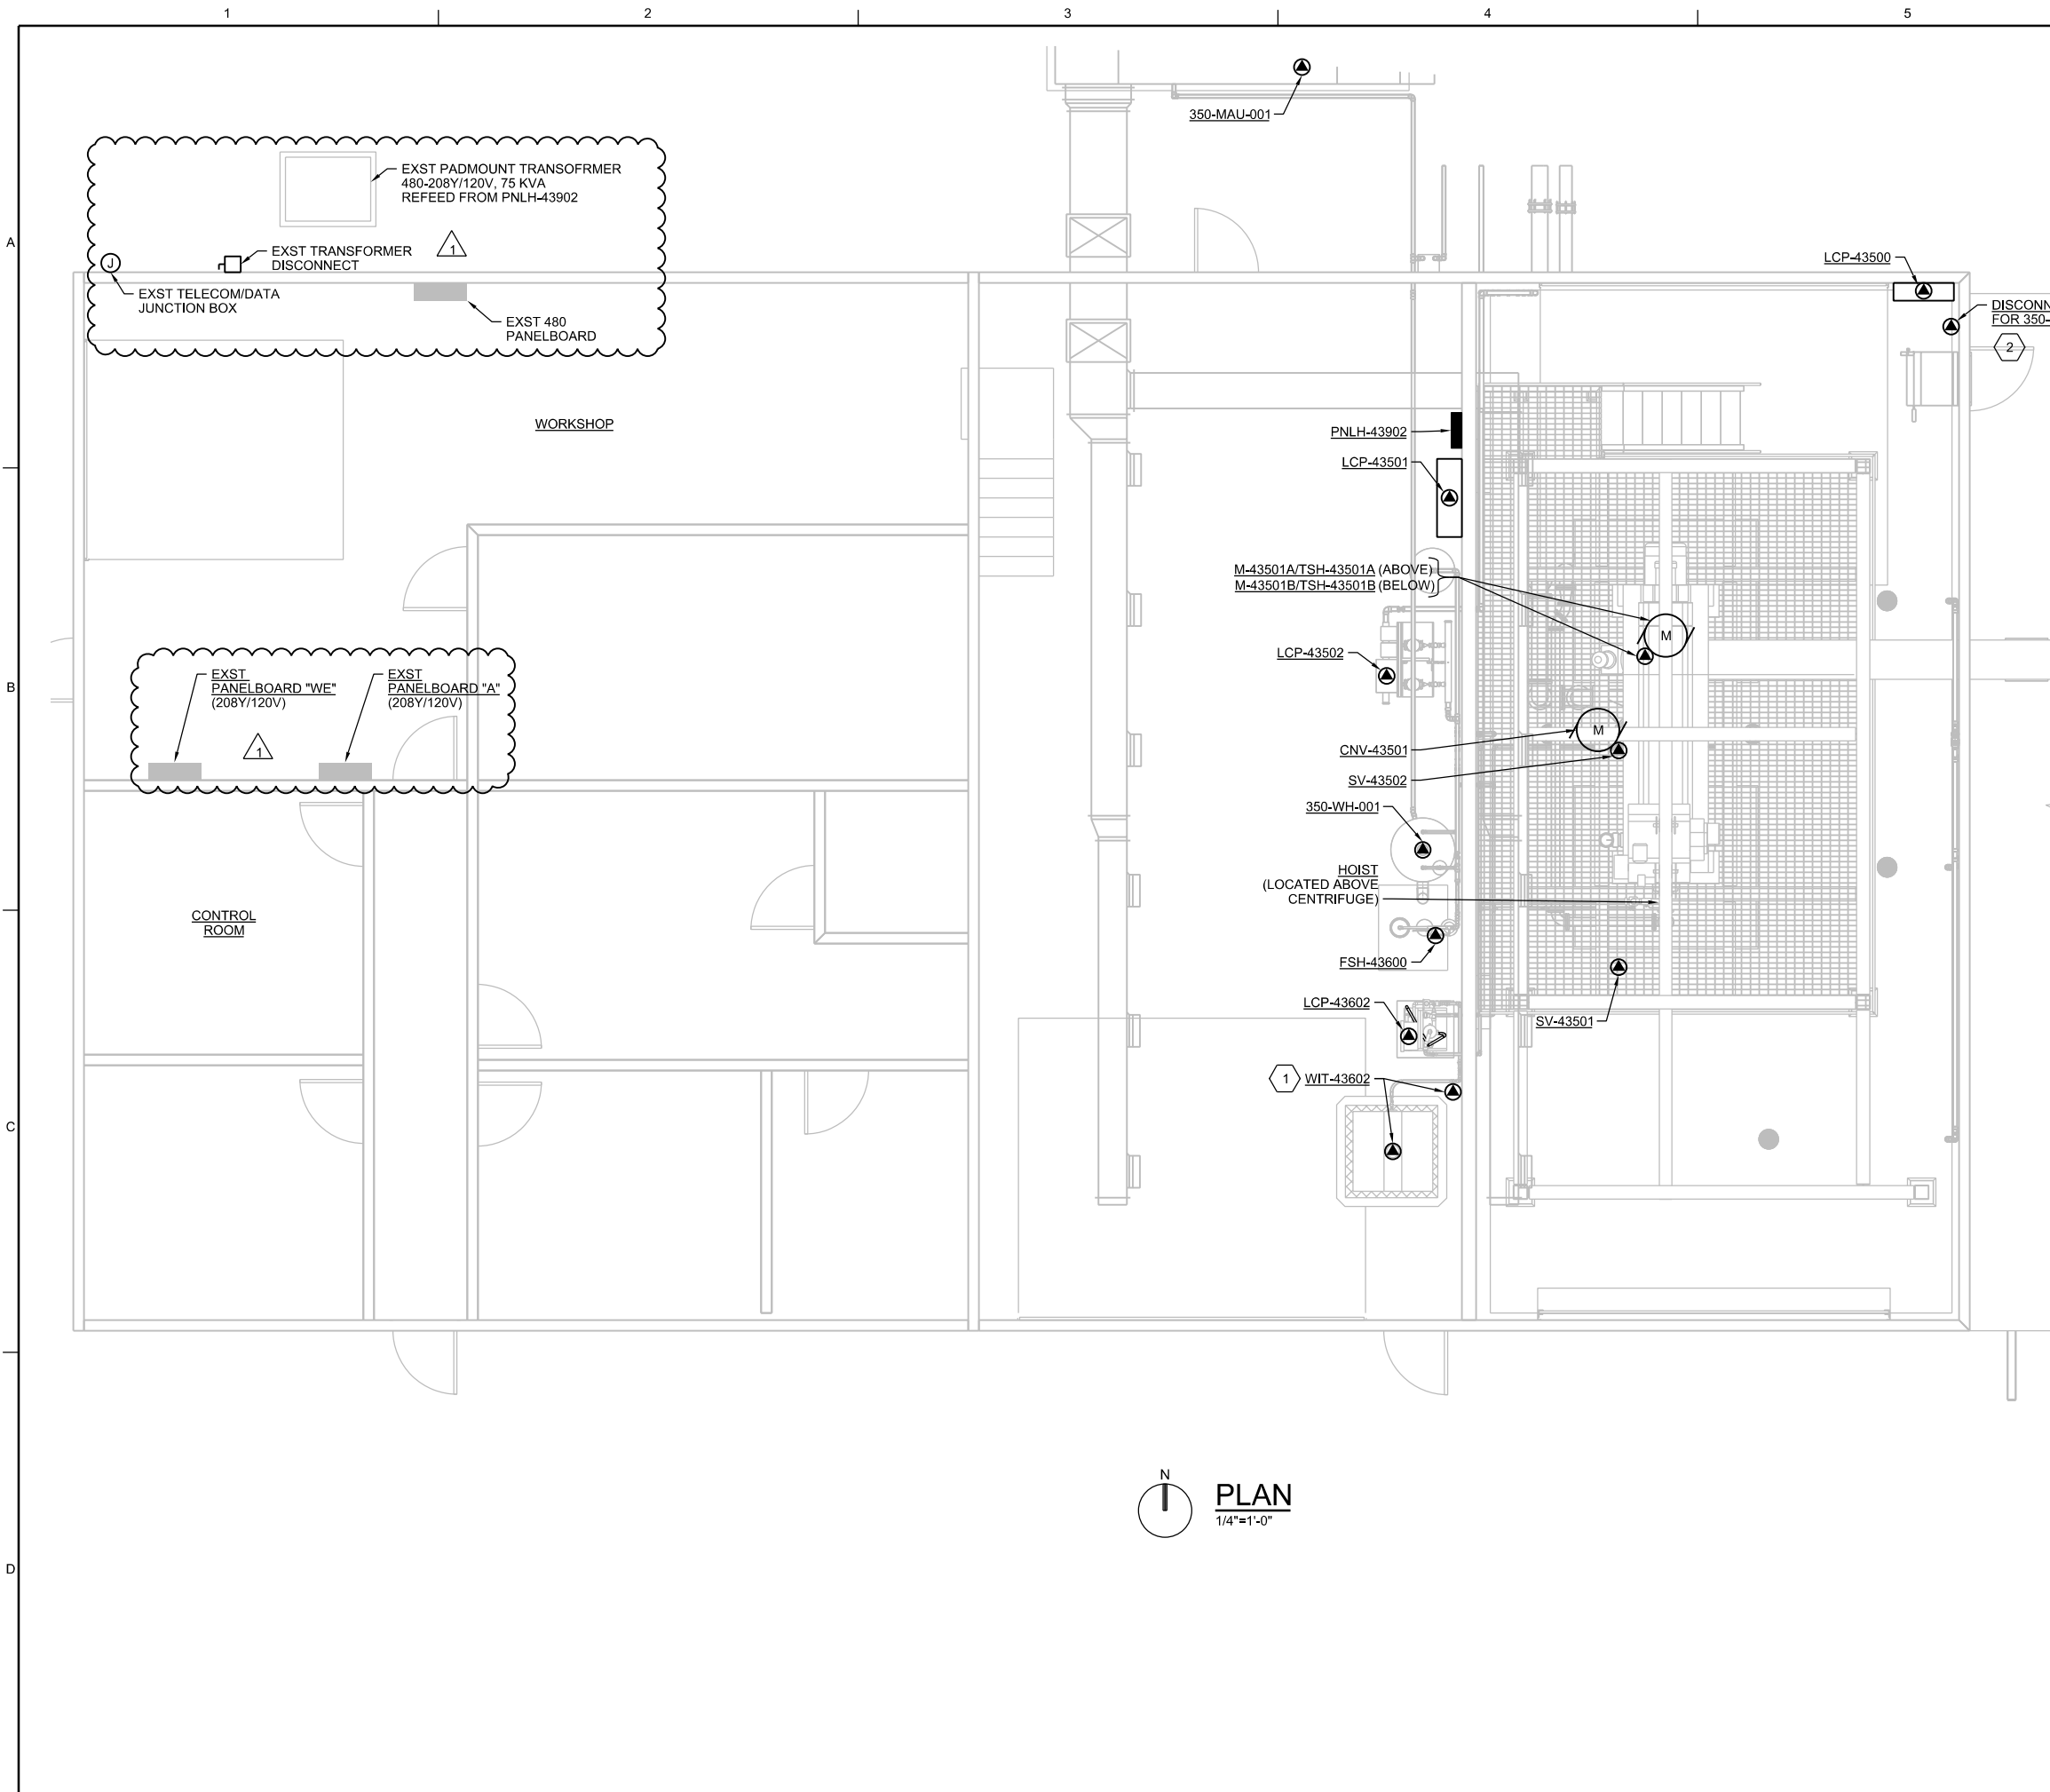 1
2
3
4
5
A
B
C
D
350-MAU-001
EXST PADMOUNT TRANSOFRMER
480-208Y/120V, 75 KVA
REFEED FROM PNLH-43902
1
EXST TRANSFORMER
DISCONNECT
J
EXST TELECOM/DATA
JUNCTION BOX
EXST 480
PANELBOARD
LCP-43500
DISCONN
FOR 350-
2
WORKSHOP
PNLH-43902
LCP-43501
M-43501A/TSH-43501A (ABOVE)
M-43501B/TSH-43501B (BELOW)
M
LCP-43502
EXST
PANELBOARD "WE"
(208Y/120V)
EXST
PANELBOARD "A"
(208Y/120V)
1
M
CNV-43501
SV-43502
350-WH-001
HOIST
(LOCATED ABOVE
CENTRIFUGE)
CONTROL
ROOM
FSH-43600
LCP-43602
SV-43501
1
WIT-43602
N
PLAN
1/4"=1'-0"